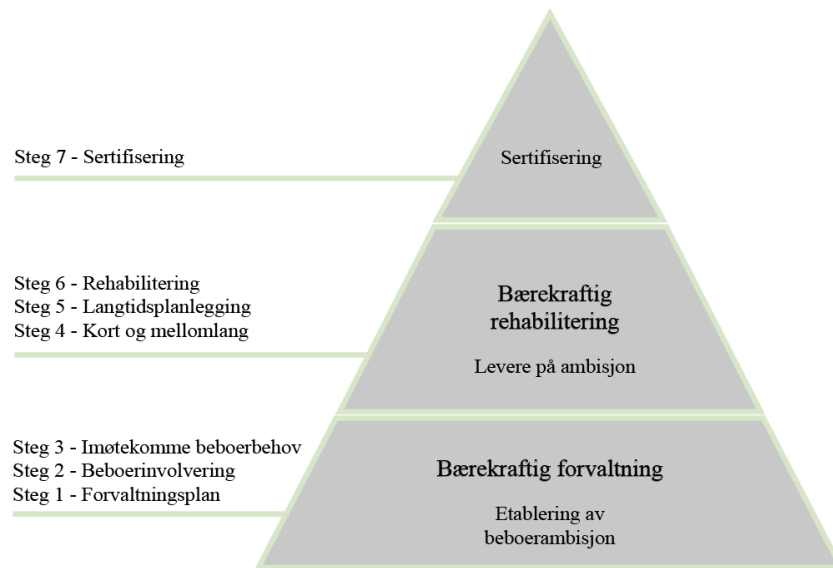 Steg 7 - Sertifisering
Sertifisering
Steg 6 - Rehabilitering
Steg 5 - Langtidsplanlegging
Steg 4 - Kort og mellomlang
Bærekraftig
rehabilitering
Levere på ambisjon
Steg 3 - Imøtekomme beboerbehov
Steg 2 - Beboerinvolvering
Steg 1 - Forvaltningsplan
Bærekraftig forvaltning
Etablering av
beboerambisjon